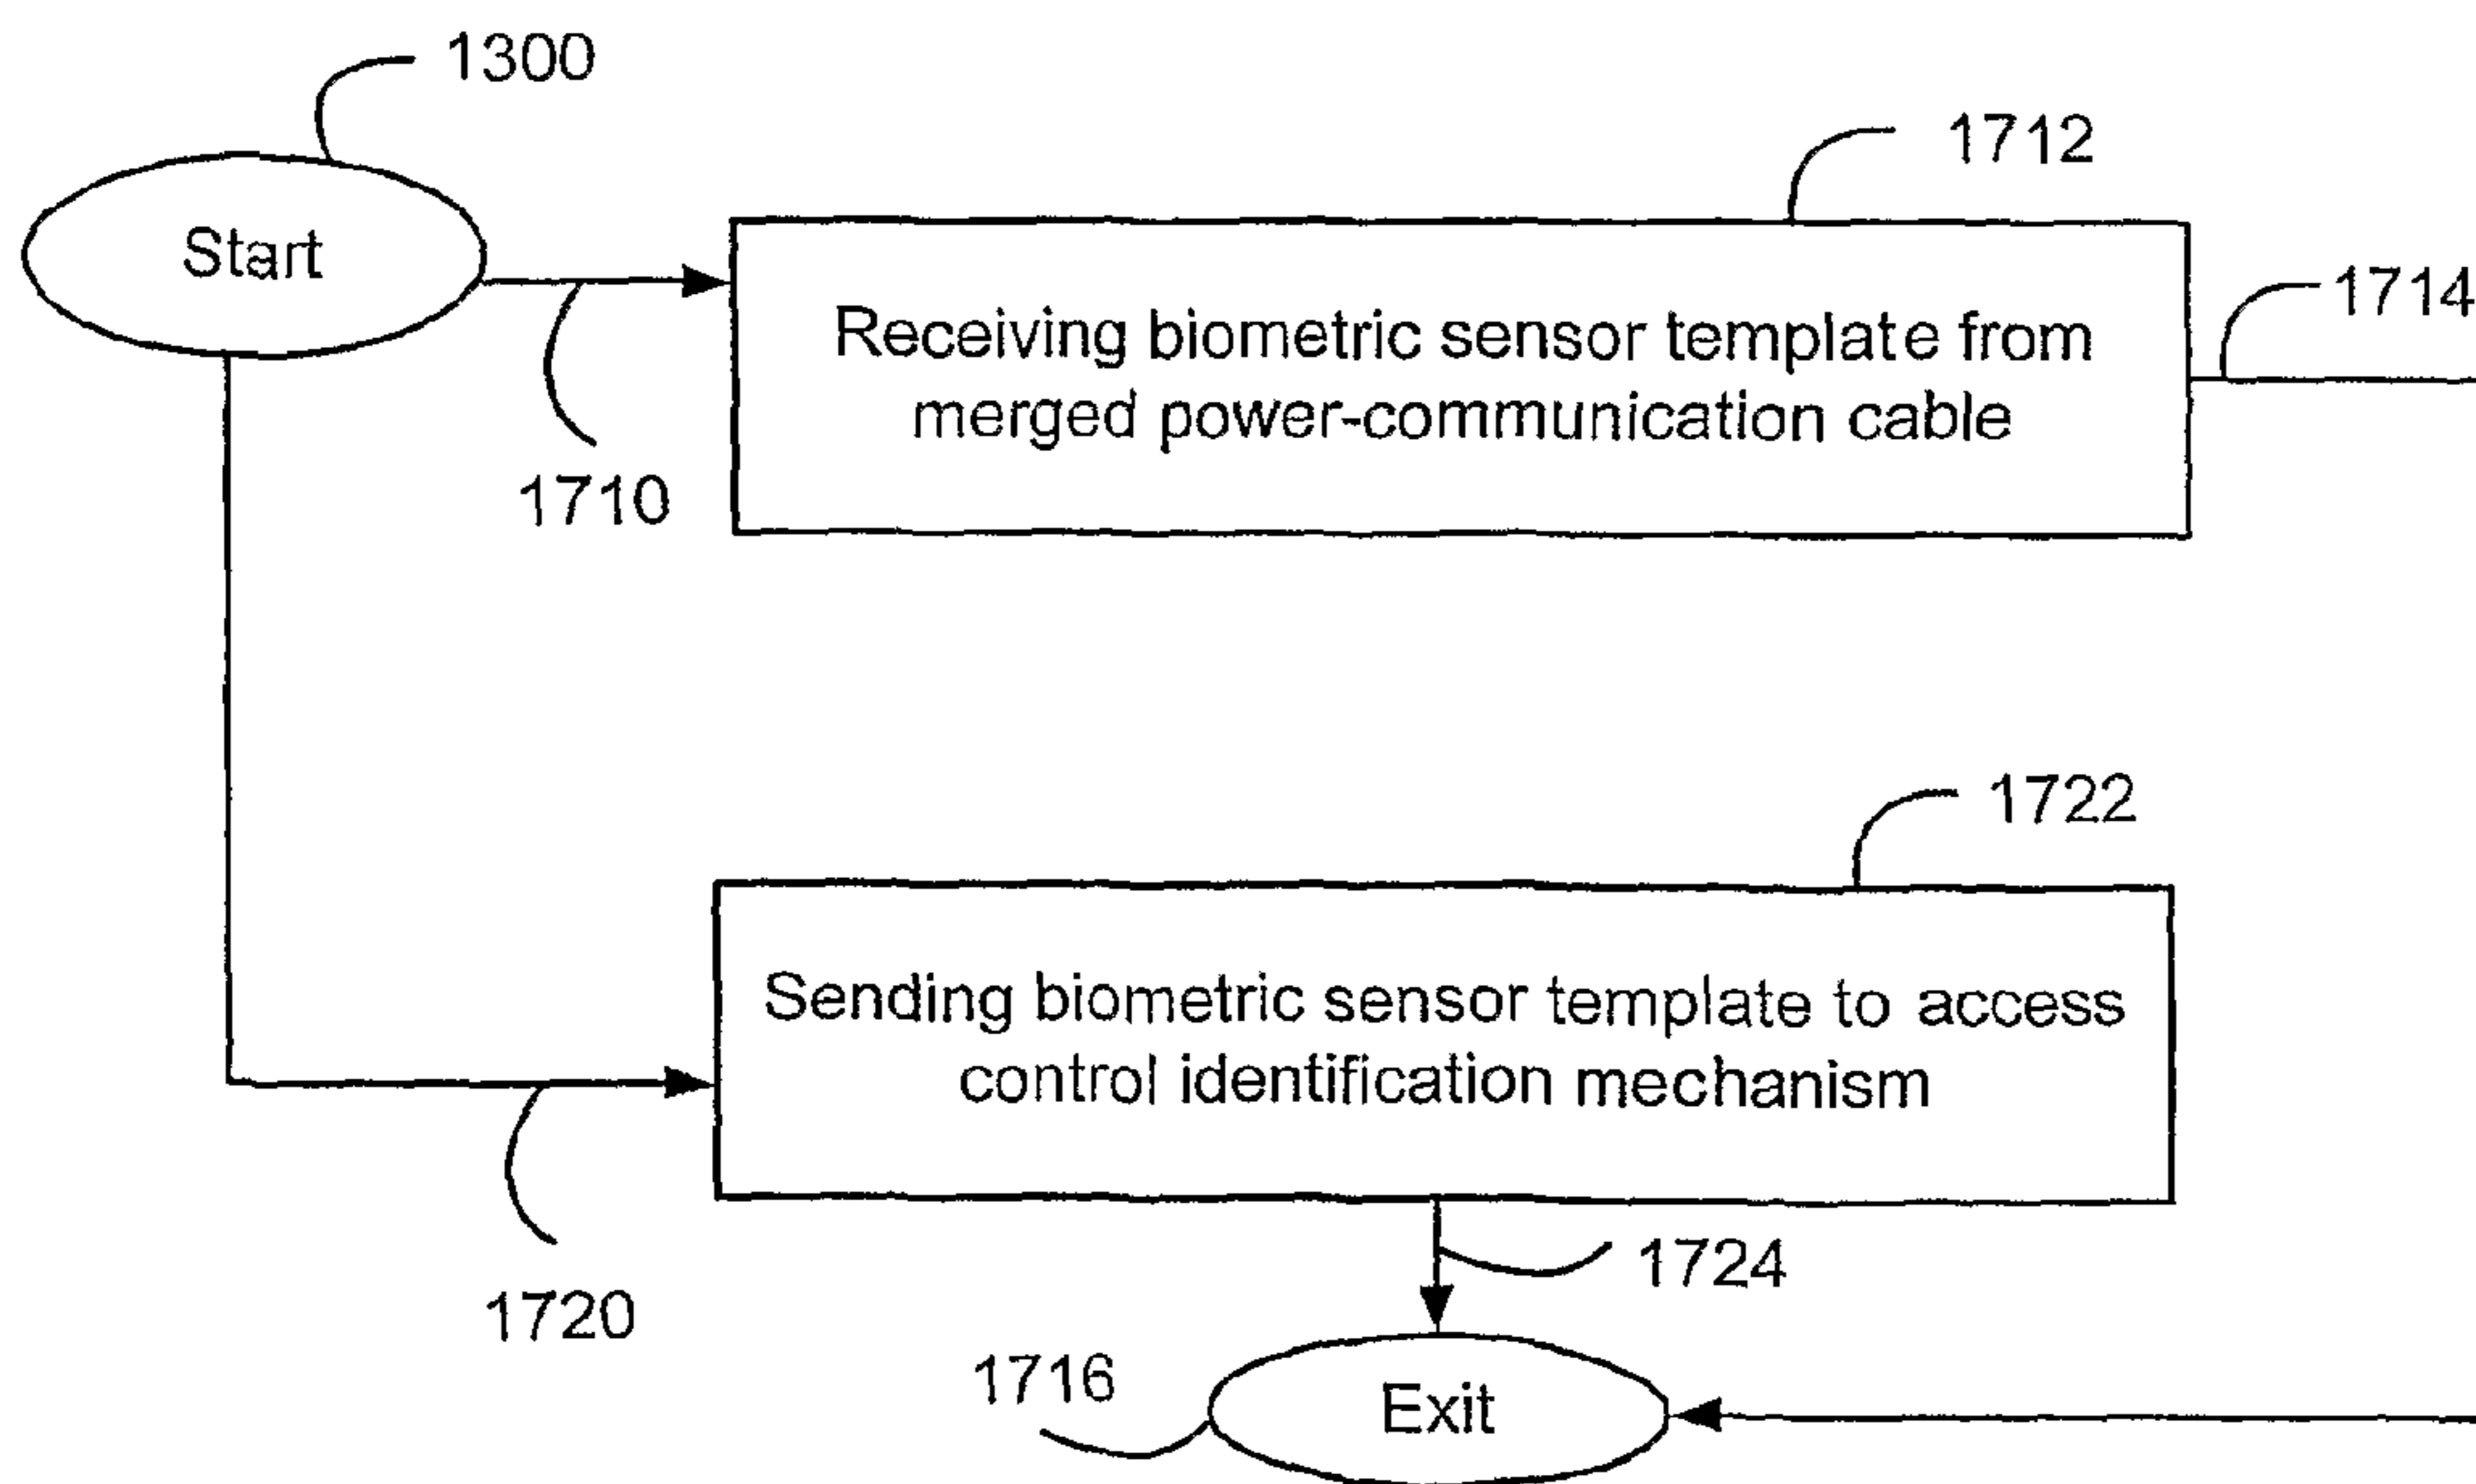 1300
Start
1712
1714
Receiving biometric sensor template from
merged power-communication cable
1710
1722
Sending biometric sensor template to access
control identification mechanism
1724
1720
1716
Exit